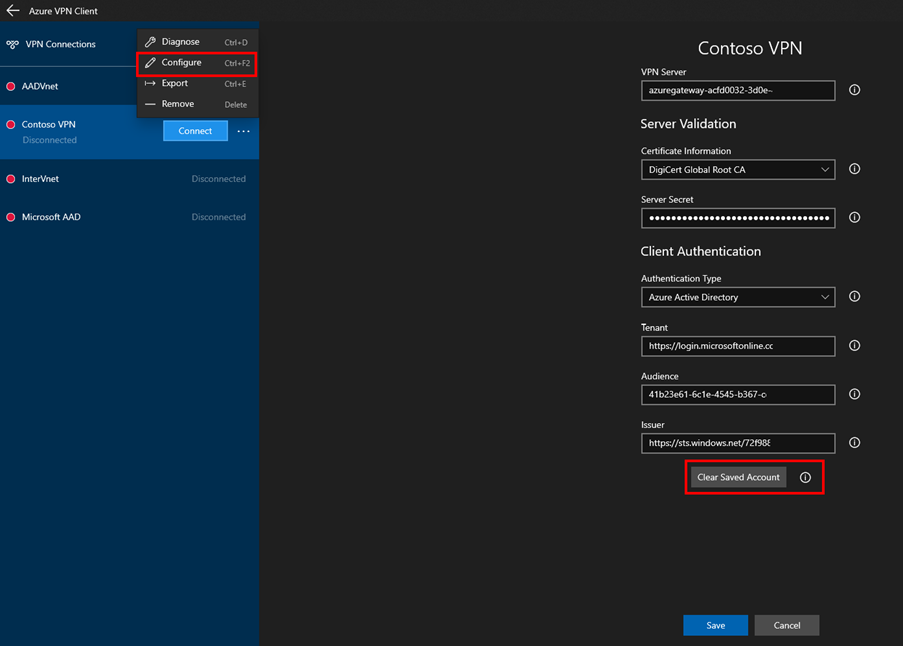 Azure VPN Client
VPN Connections
Diagnose Ctrl+D
Configure Ctrl+F2
Export Ctrl+E
Remove Delete
AADVnet
Contoso VPN
Disconnected
Connect
InterVnet Disconnected
Microsoft AAD Disconnected
Contoso VPN
VPN Server
azuregateway-acfd0032-3d0e~
Server Validation
Certificate Information
DigiCert Global Root CA
Server Secret
Client Authentication
Authentication Type
Azure Active Directory
Tenant
https://login.microsoftonline.cc
Audience
41b23e61-6c1e-4545-b367-c
Issuer
https://sts.windows.net/72f988
Clear Saved Account
Save Cancel